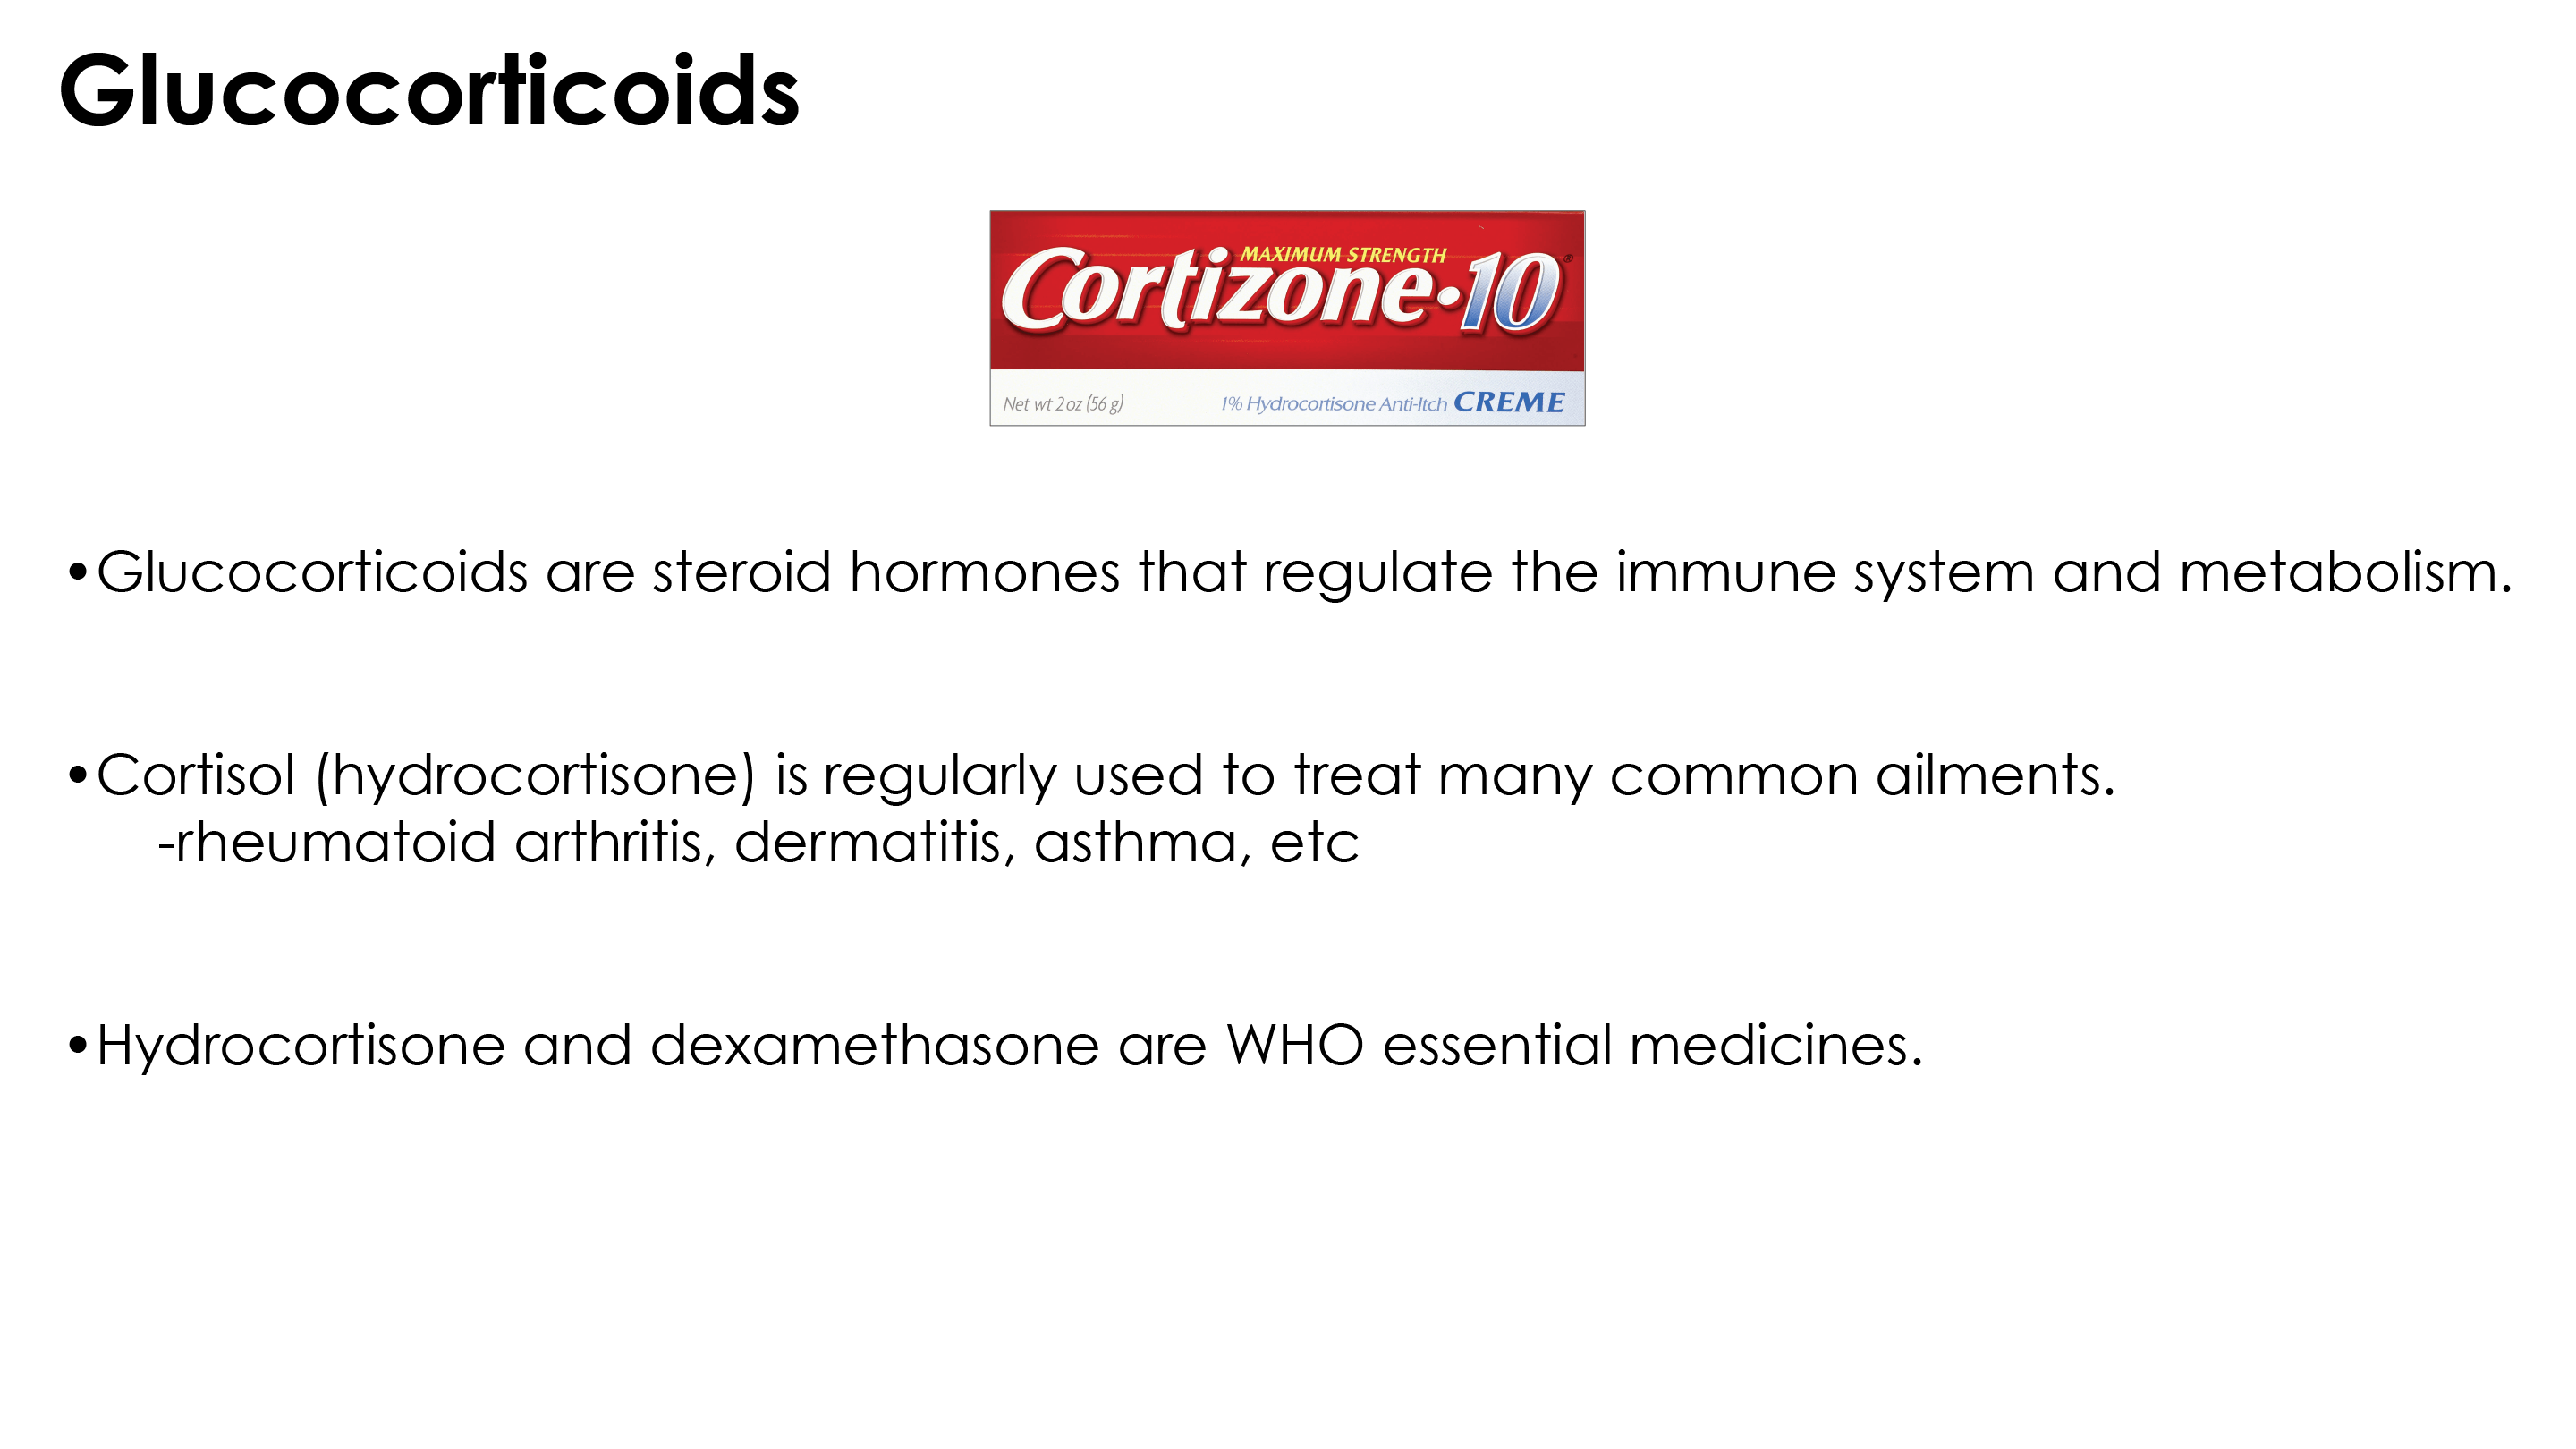 Glucocorticoids
MAXIMUM STRENGTH
Cortizone•10®
Net wt 2 oz (56 g)
1% Hydrocortisone Anti-Itch CREME
•Glucocorticoids are steroid hormones that regulate the immune system and metabolism.
•Cortisol (hydrocortisone) is regularly used to treat many common ailments.
-rheumatoid arthritis, dermatitis, asthma, etc
•Hydrocortisone and dexamethasone are WHO essential medicines.